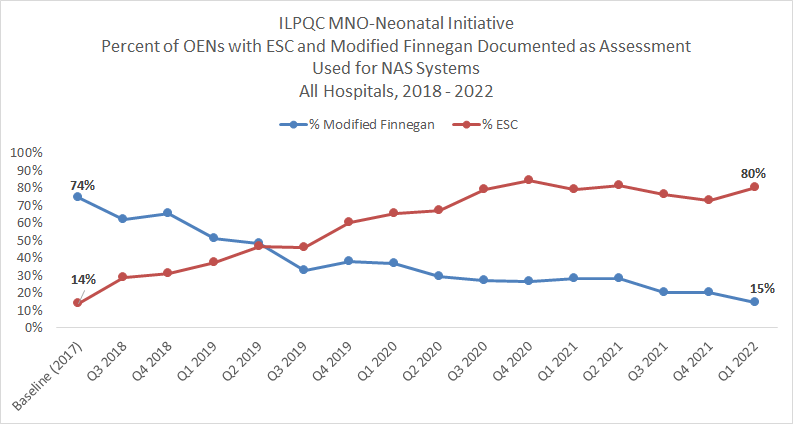 ILPQC MNO-Neonatal Initiative
Percent of OENs with ESC and Modified Finnegan Documented as Assessment
Used for NAS Systems
All Hospitals, 2018 - 2022
% Modified Finnegan % ESC
100%
90%
80%
70%
60%
50%
40%
30%
20%
10%
0%
74%
14%
80%
15%
Baseline (2017)
Q3 2018
Q4 2018
Q1 2019
Q2 2019
Q3 2019
Q4 2019
Q1 2020
Q2 2020
Q3 2020
Q4 2020
Q1 2021
Q2 2021
Q3 2021
Q4 2021
Q1 2022